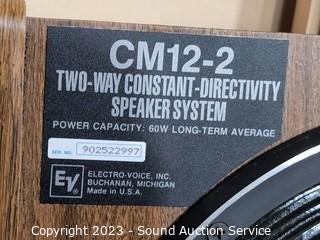 CM12-2
TWO-WAY CONSTANT-DIRECTIVITY
SPEAKER SYSTEM
POWER CAPACITY: 60W LONG-TERM AVERAGE
SER. NO. 902522997
EV
ELECTRO-VOICE, INC.
BUCHANAN, MICHIGAN
Made in U.S.A.
Copyright 2023 - Sound Auction Service